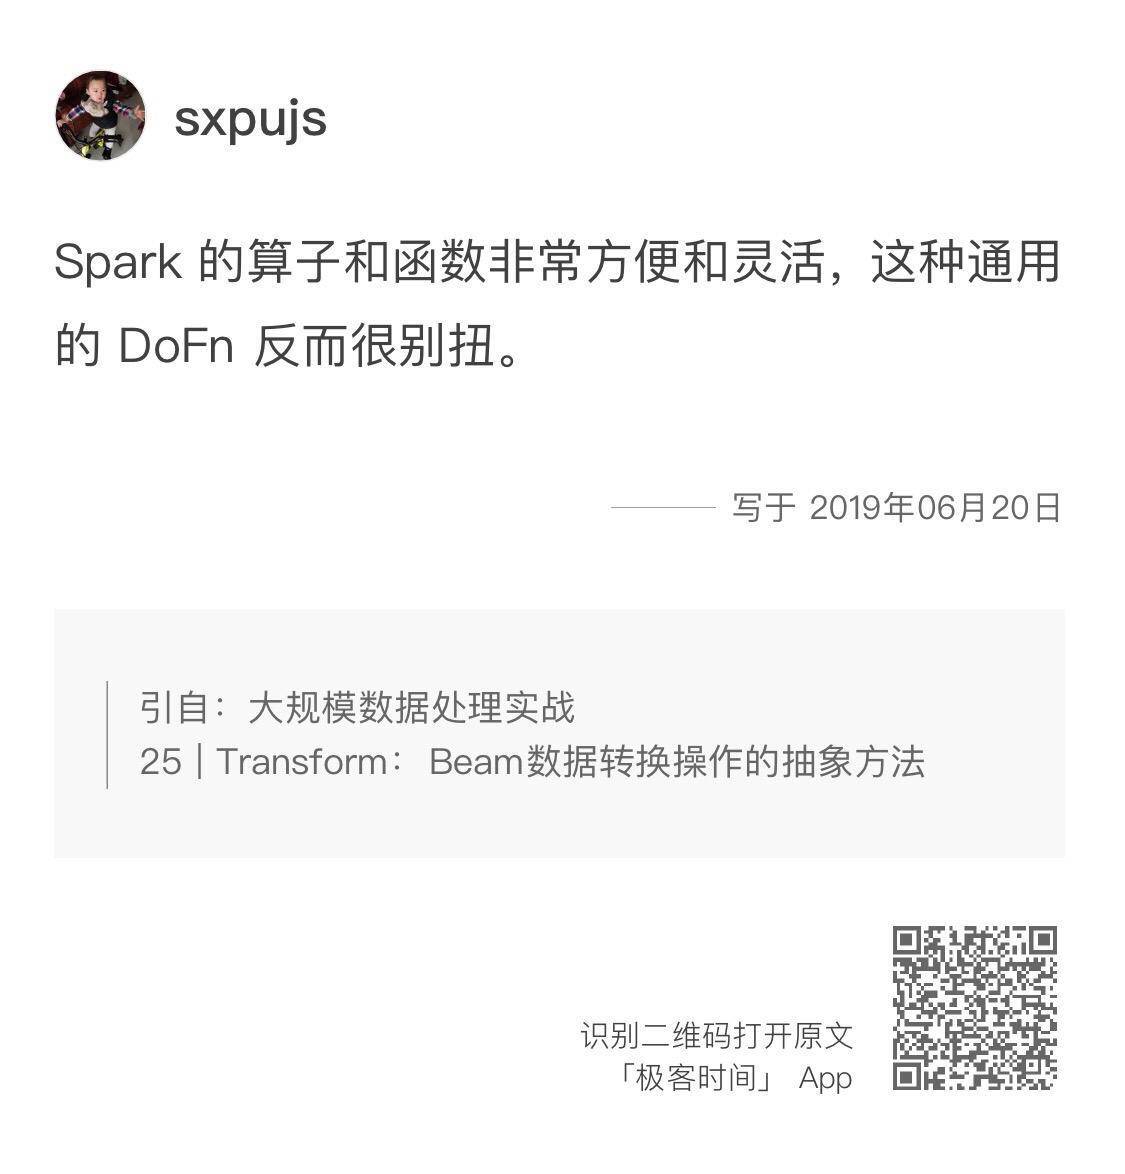 sxpujs
Spark 的算子和函数非常方便和灵活，这种通用
的 DoFn 反而很别扭。
写于 2019年06月20日
引自：大规模数据处理实战
25 | Transform：Beam数据转换操作的抽象方法
识别二维码打开原文
「极客时间」 App